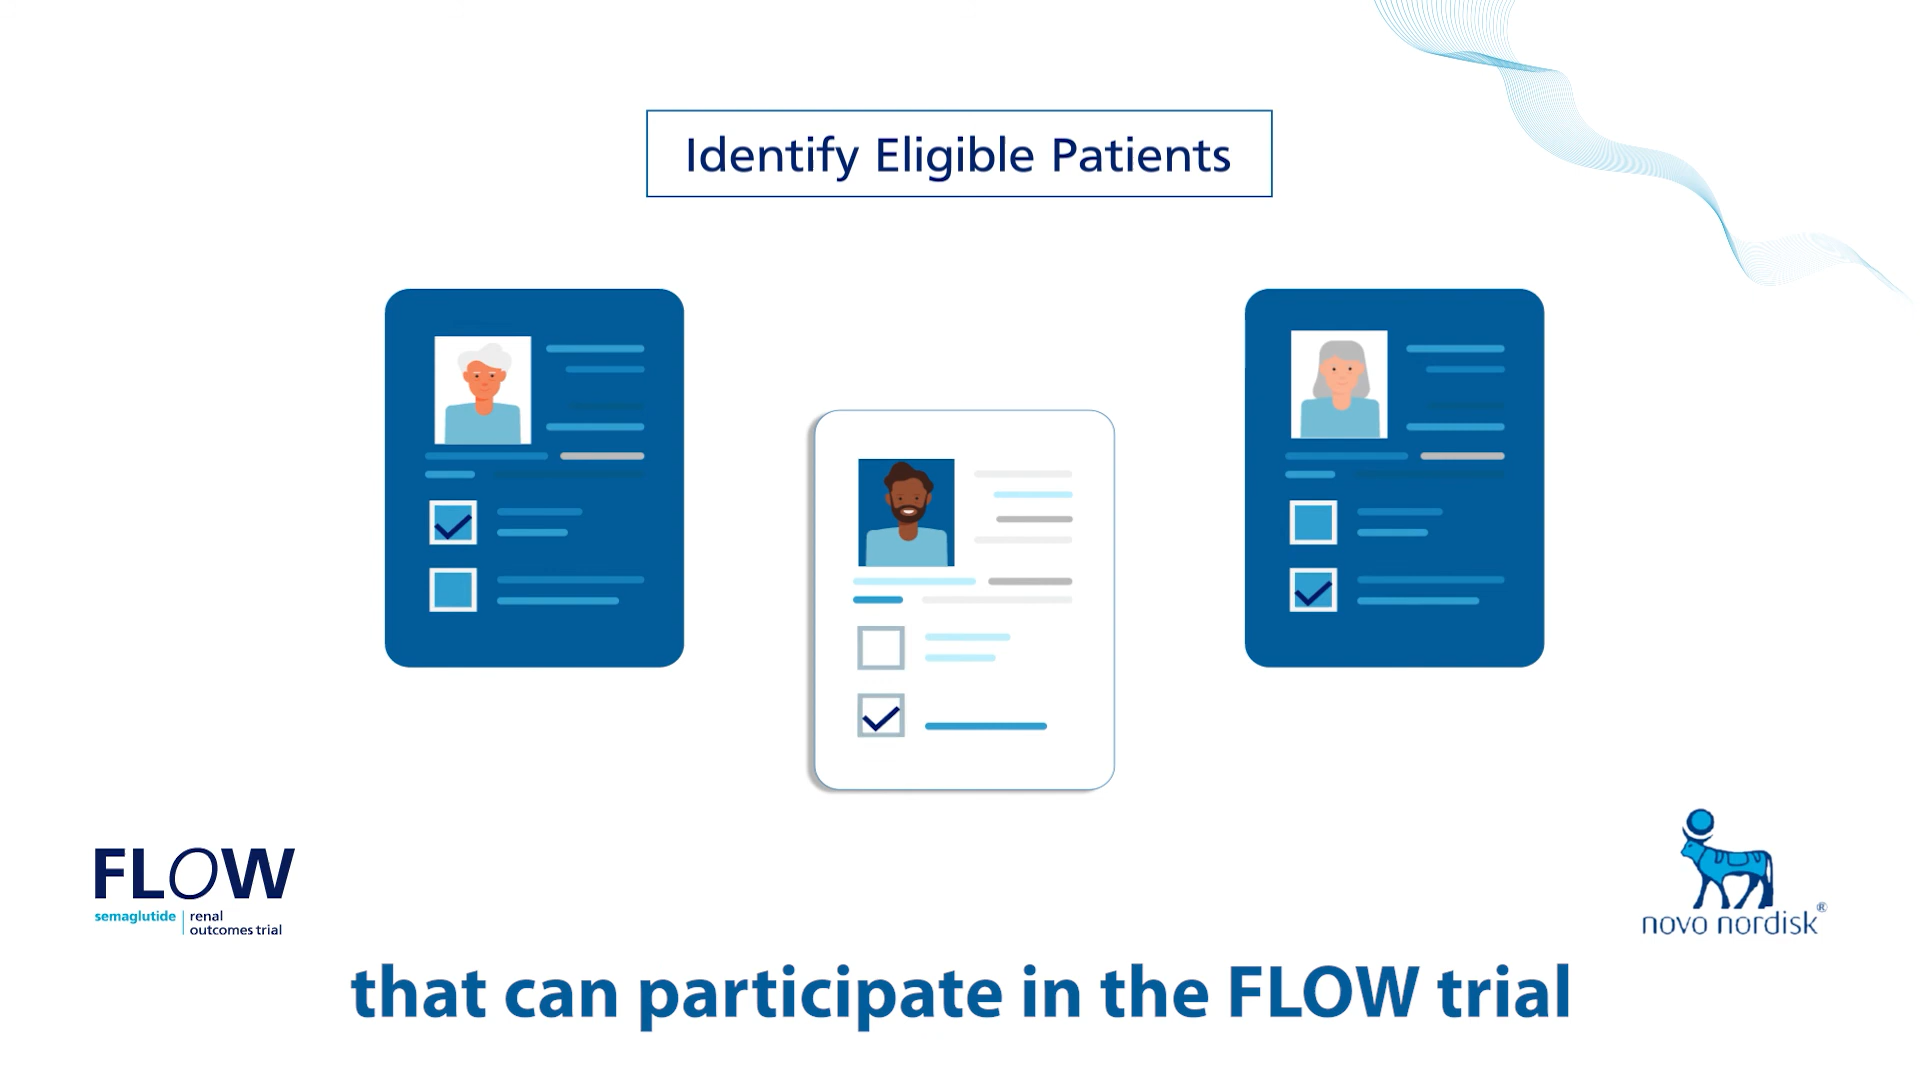 Identify Eligible Patients
FLOW
semaglutide | renal
outcomes trial
novo nordisk®
that can participate in the FLOW trial